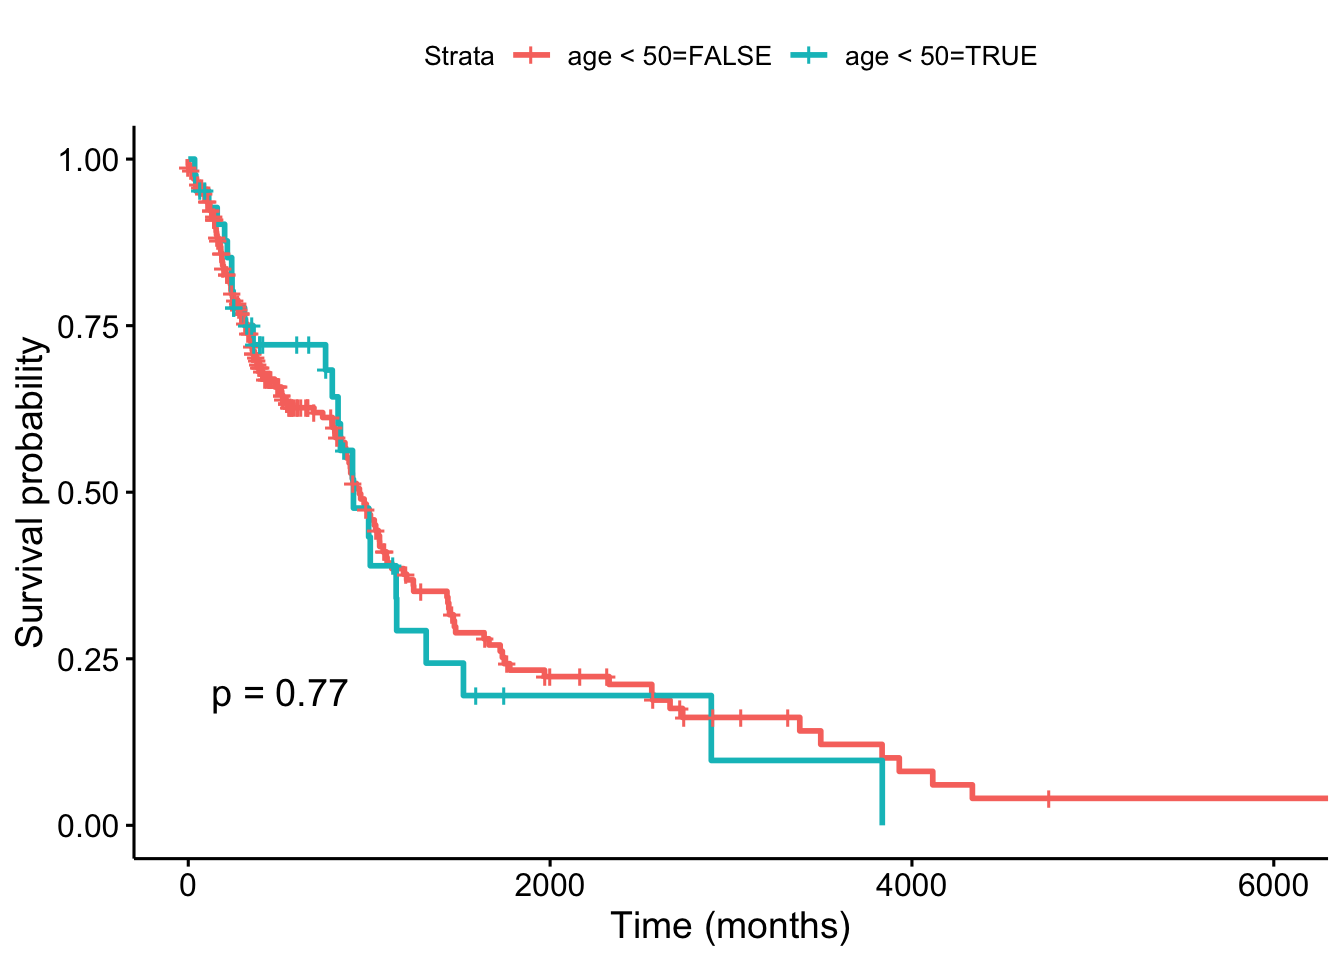 Strata age < 50=FALSE age < 50=TRUE
Survival probability
1.00
0.75
0.50
0.25
0.00
p = 0.77
0 2000 4000 6000
Time (months)